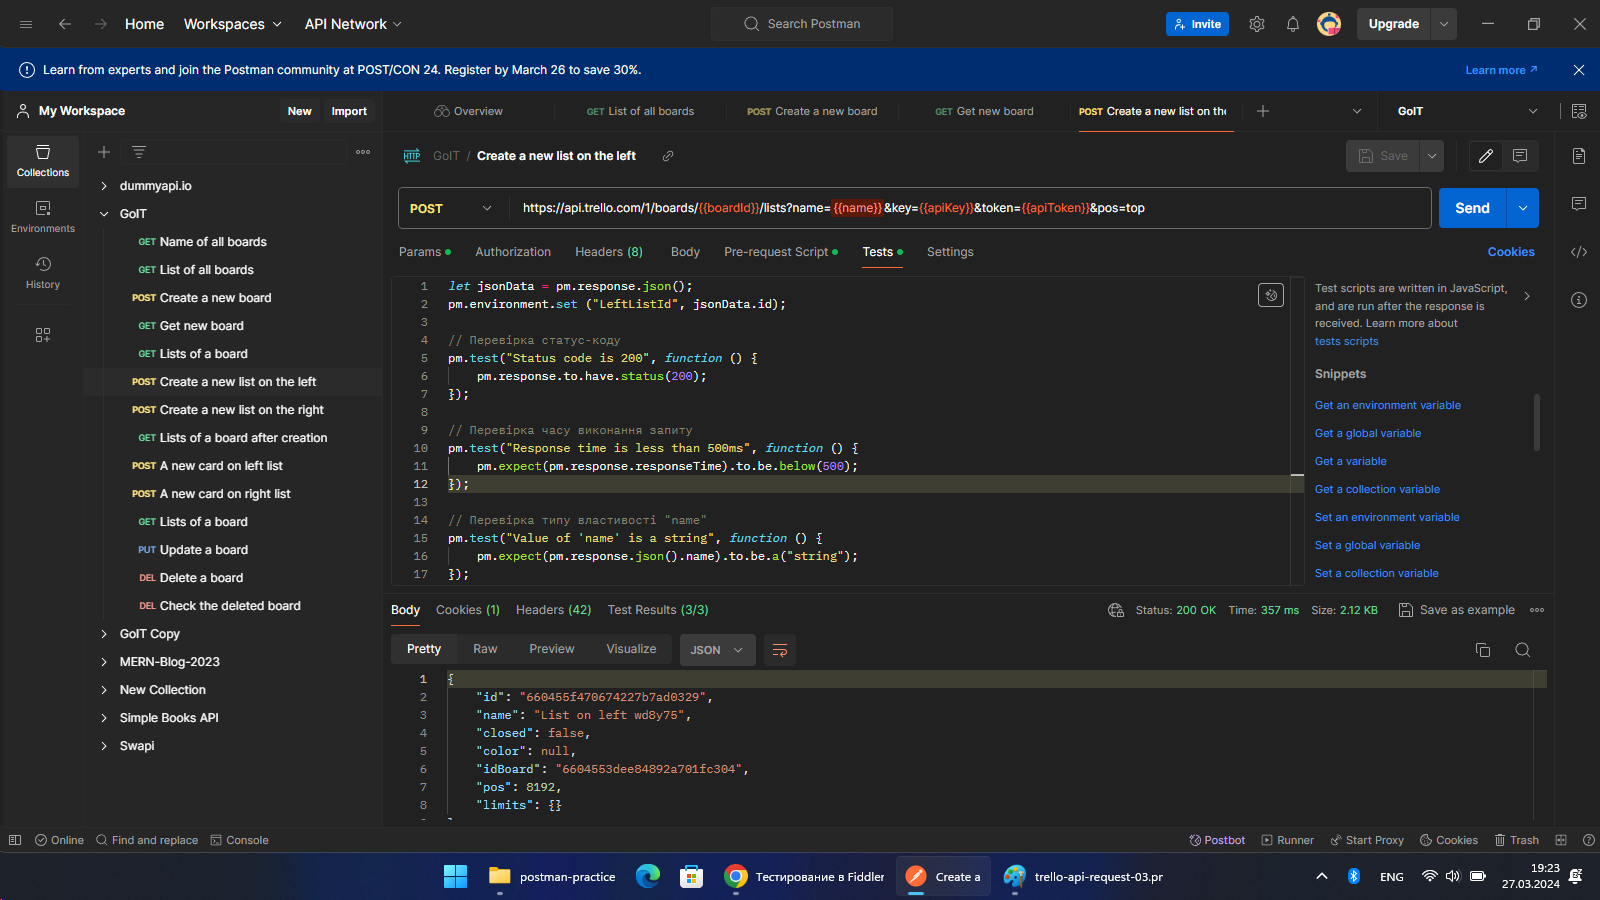 Home
Workspaces
API Network
Search Postman
Invite
Upgrade
Learn from experts and join the Postman community at POST/CON 24. Register by March 26 to save 30%.
Learn more
My Workspace
New
Import
Overview
GET List of all boards
POST Create a new board
GET Get new board
POST Create a new list on the
GoIT
Collections
Environments
History
dummyapi.io
GoIT
GET Name of all boards
GET List of all boards
POST Create a new board
GET Get new board
GET Lists of a board
POST Create a new list on the left
POST Create a new list on the right
GET Lists of a board after creation
POST A new card on left list
POST A new card on right list
GET Lists of a board
PUT Update a board
DEL Delete a board
DEL Check the deleted board
GoIT Copy
MERN-Blog-2023
New Collection
Simple Books API
Swapi
HTTP GoIT / Create a new list on the left
Save
POST
https://api.trello.com/1/boards/{{boardId}}/lists?name={{name}}&key={{apiKey}}&token={{apiToken}}&pos=top
Send
Params
Authorization
Headers (8)
Body
Pre-request Script
Tests
Settings
Cookies
1 let jsonData = pm.response.json();
2 pm.environment.set ("LeftListId", jsonData.id);
3
4 // Перевірка статус-коду
5 pm.test("Status code is 200", function () {
6 pm.response.to.have.status(200);
7 });
8
9 // Перевірка часу виконання запиту
10 pm.test("Response time is less than 500ms", function () {
11 pm.expect(pm.response.responseTime).to.be.below(500);
12 });
13
14 // Перевірка типу властивості "name"
15 pm.test("Value of 'name' is a string", function () {
16 pm.expect(pm.response.json().name).to.be.a("string");
17 });
Test scripts are written in JavaScript,
and are run after the response is
received. Learn more about
tests scripts
Snippets
Get an environment variable
Get a global variable
Get a variable
Get a collection variable
Set an environment variable
Set a global variable
Set a collection variable
Body
Cookies (1)
Headers (42)
Test Results (3/3)
Status: 200 OK
Time: 357 ms
Size: 2.12 KB
Save as example
Pretty
Raw
Preview
Visualize
JSON
1 {
2 "id": "660455f470674227b7ad0329",
3 "name": "List on left wd8y75",
4 "closed": false,
5 "color": null,
6 "idBoard": "6604553dee84892a701fc304",
7 "pos": 8192,
8 "limits": {}
Online
Find and replace
Console
Postbot
Runner
Start Proxy
Cookies
Trash
postman-practice
Тестирование в Fiddler
Create a
trello-api-request-03.pr
ENG
19:23
27.03.2024